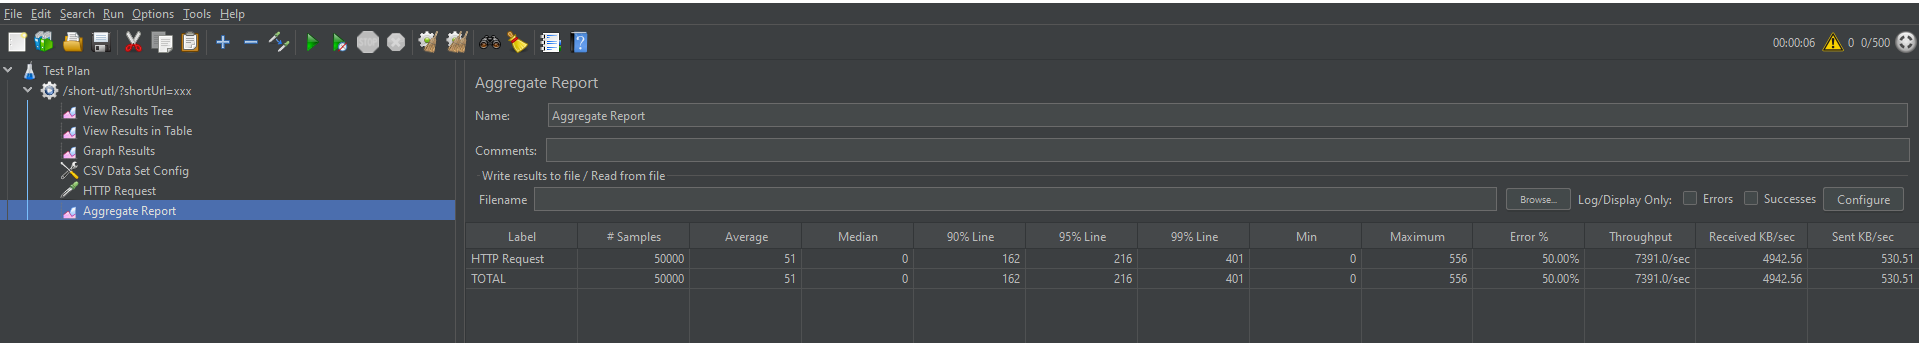 File Edit Search Run Options Tools Help
00:00:06 0 0/500
Test Plan
/short-utl/?shortUrl=xxx
View Results Tree
View Results in Table
Graph Results
CSV Data Set Config
HTTP Request
Aggregate Report
Aggregate Report
Name: Aggregate Report
Comments:
Write results to file / Read from file
Filename Browse... Log/Display Only: Errors Successes Configure
Label # Samples Average Median 90% Line 95% Line 99% Line Min Maximum Error % Throughput Received KB/sec Sent KB/sec
HTTP Request 50000 51 0 162 216 401 0 556 50.00% 7391.0/sec 4942.56 530.51
TOTAL 50000 51 0 162 216 401 0 556 50.00% 7391.0/sec 4942.56 530.51